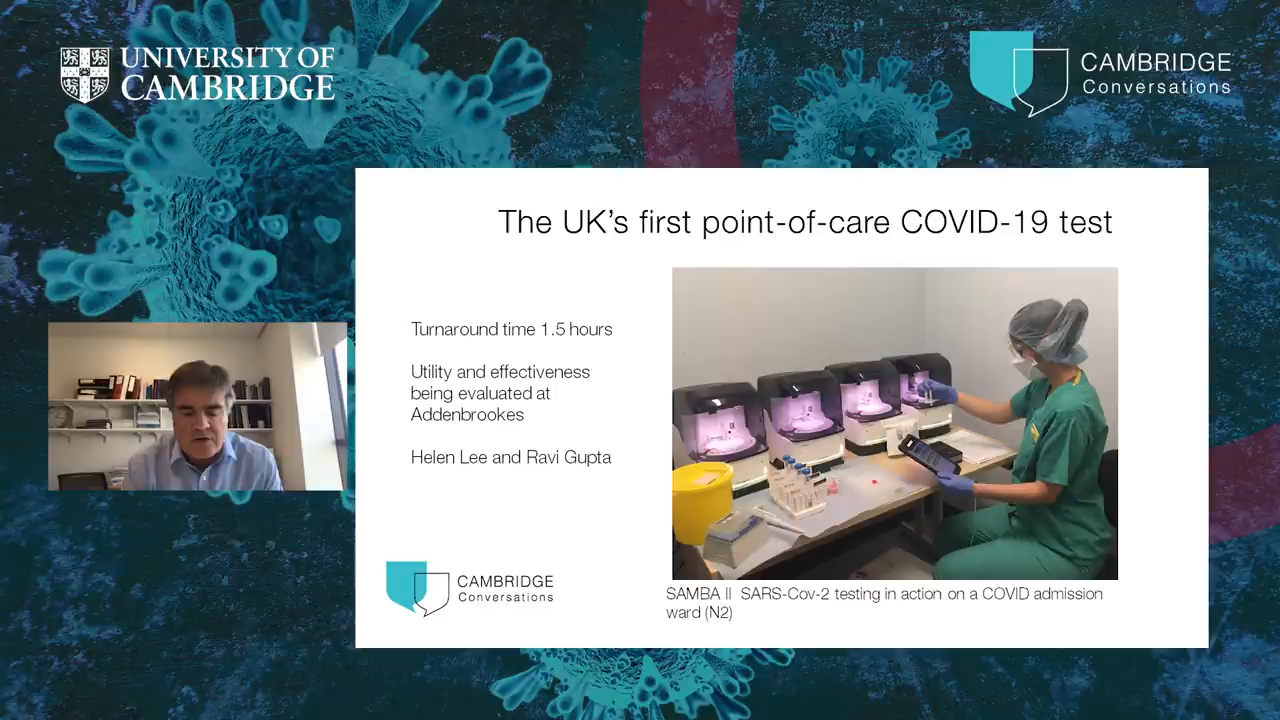 UNIVERSITY OF
CAMBRIDGE
CAMBRIDGE
Conversations
The UK's first point-of-care COVID-19 test
Turnaround time 1.5 hours
Utility and effectiveness
being evaluated at
Addenbrookes
Helen Lee and Ravi Gupta
CAMBRIDGE
Conversations
SAMBA II SARS-Cov-2 testing in action on a COVID admission
ward (N2)